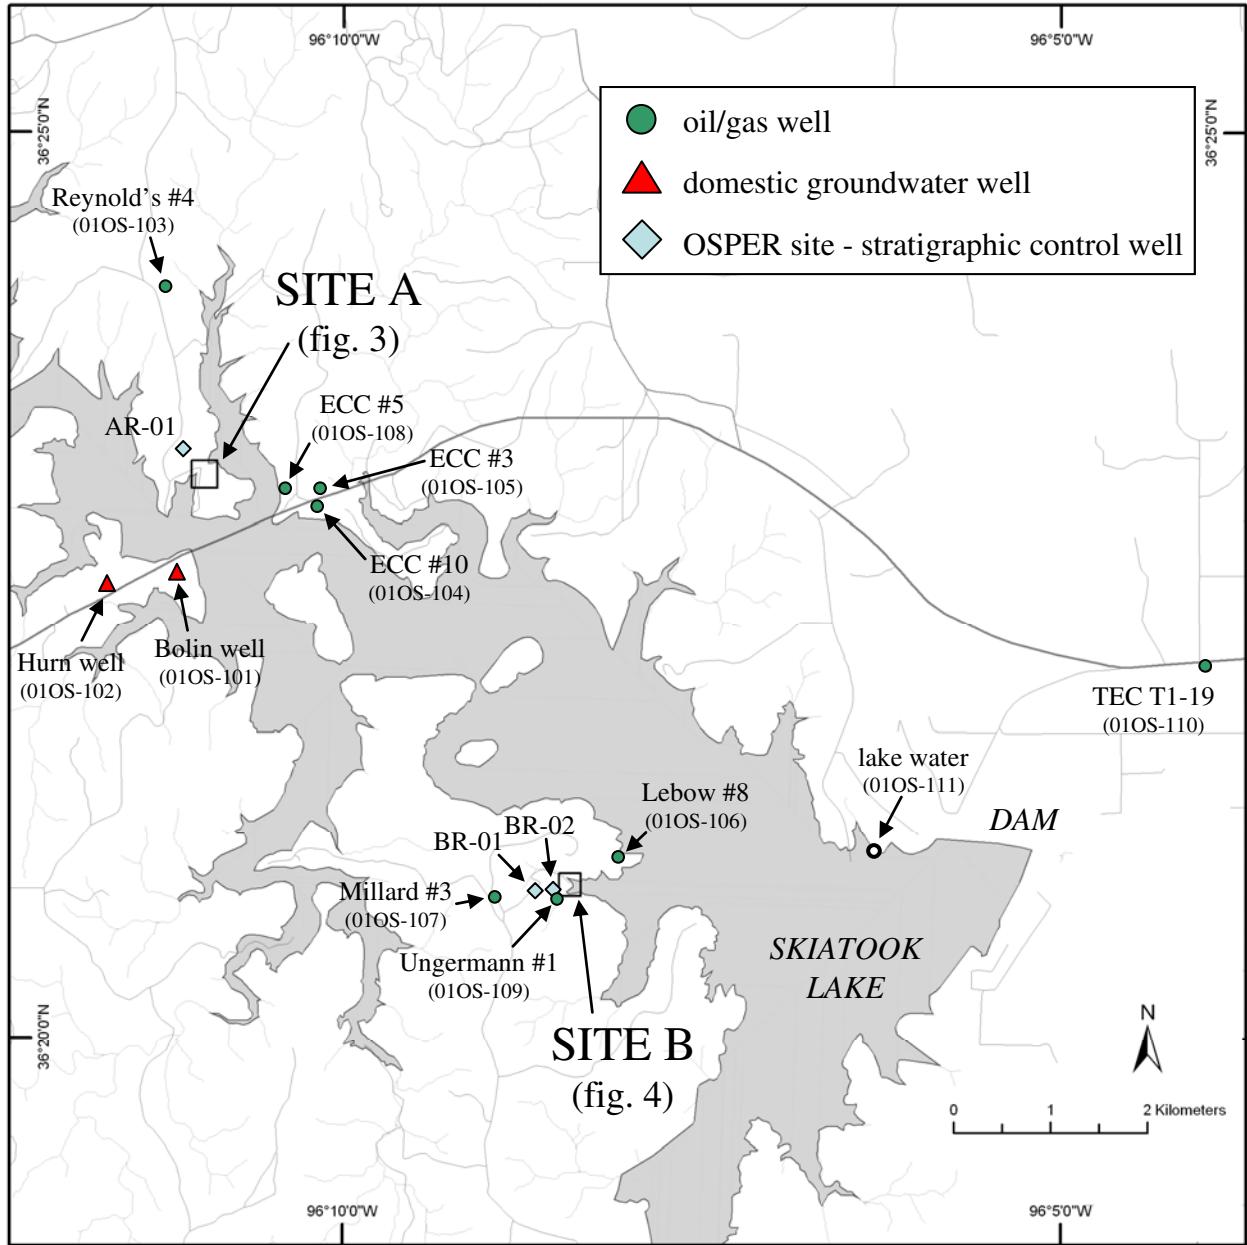 96°10'0"W
96°5'0"W
36°25'0"N
36°25'0"N
oil/gas well
domestic groundwater well
OSPER site - stratigraphic control well
Reynold's #4
(01OS-103)
SITE A
(fig. 3)
AR-01
ECC #5
(01OS-108)
ECC #3
(01OS-105)
ECC #10
(01OS-104)
Hurn well
(01OS-102)
Bolin well
(01OS-101)
TEC T1-19
(01OS-110)
lake water
(01OS-111)
DAM
Lebow #8
(01OS-106)
BR-02
BR-01
Millard #3
(01OS-107)
Ungermann #1
(01OS-109)
SKIATOOK
LAKE
SITE B
(fig. 4)
36°20'0"N
N
0 1 2 Kilometers
96°10'0"W
96°5'0"W